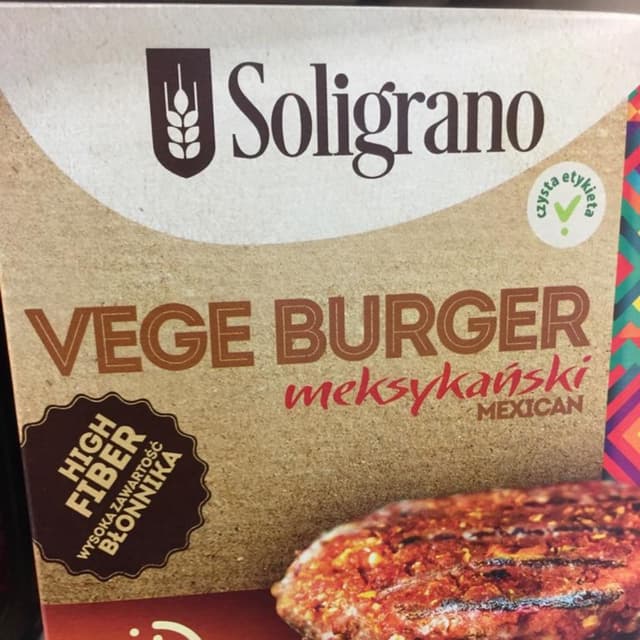 Soligrano
czysta etykieta
VEGE BURGER
meksykański
MEXICAN
HIGH
FIBER
WYSOKA ZAWARTOŚĆ
BŁONNIKA